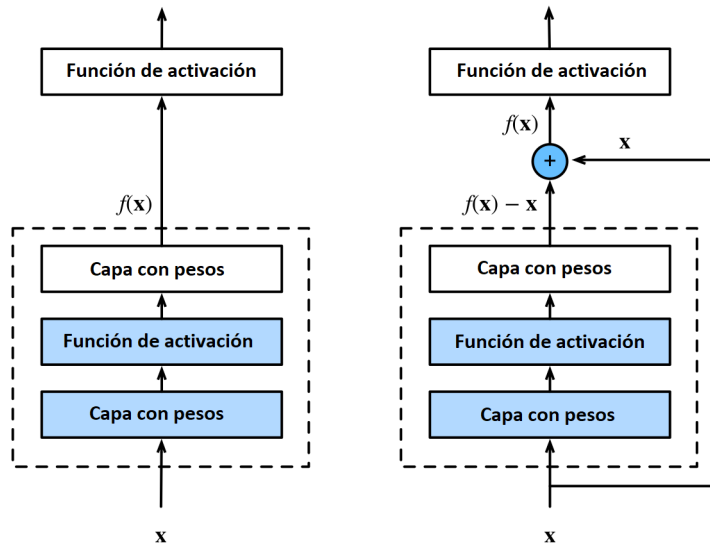 Función de activación
f(x)
Capa con pesos
Función de activación
Capa con pesos
x
Función de activación
f(x)
x
+
f(x) − x
Capa con pesos
Función de activación
Capa con pesos
x